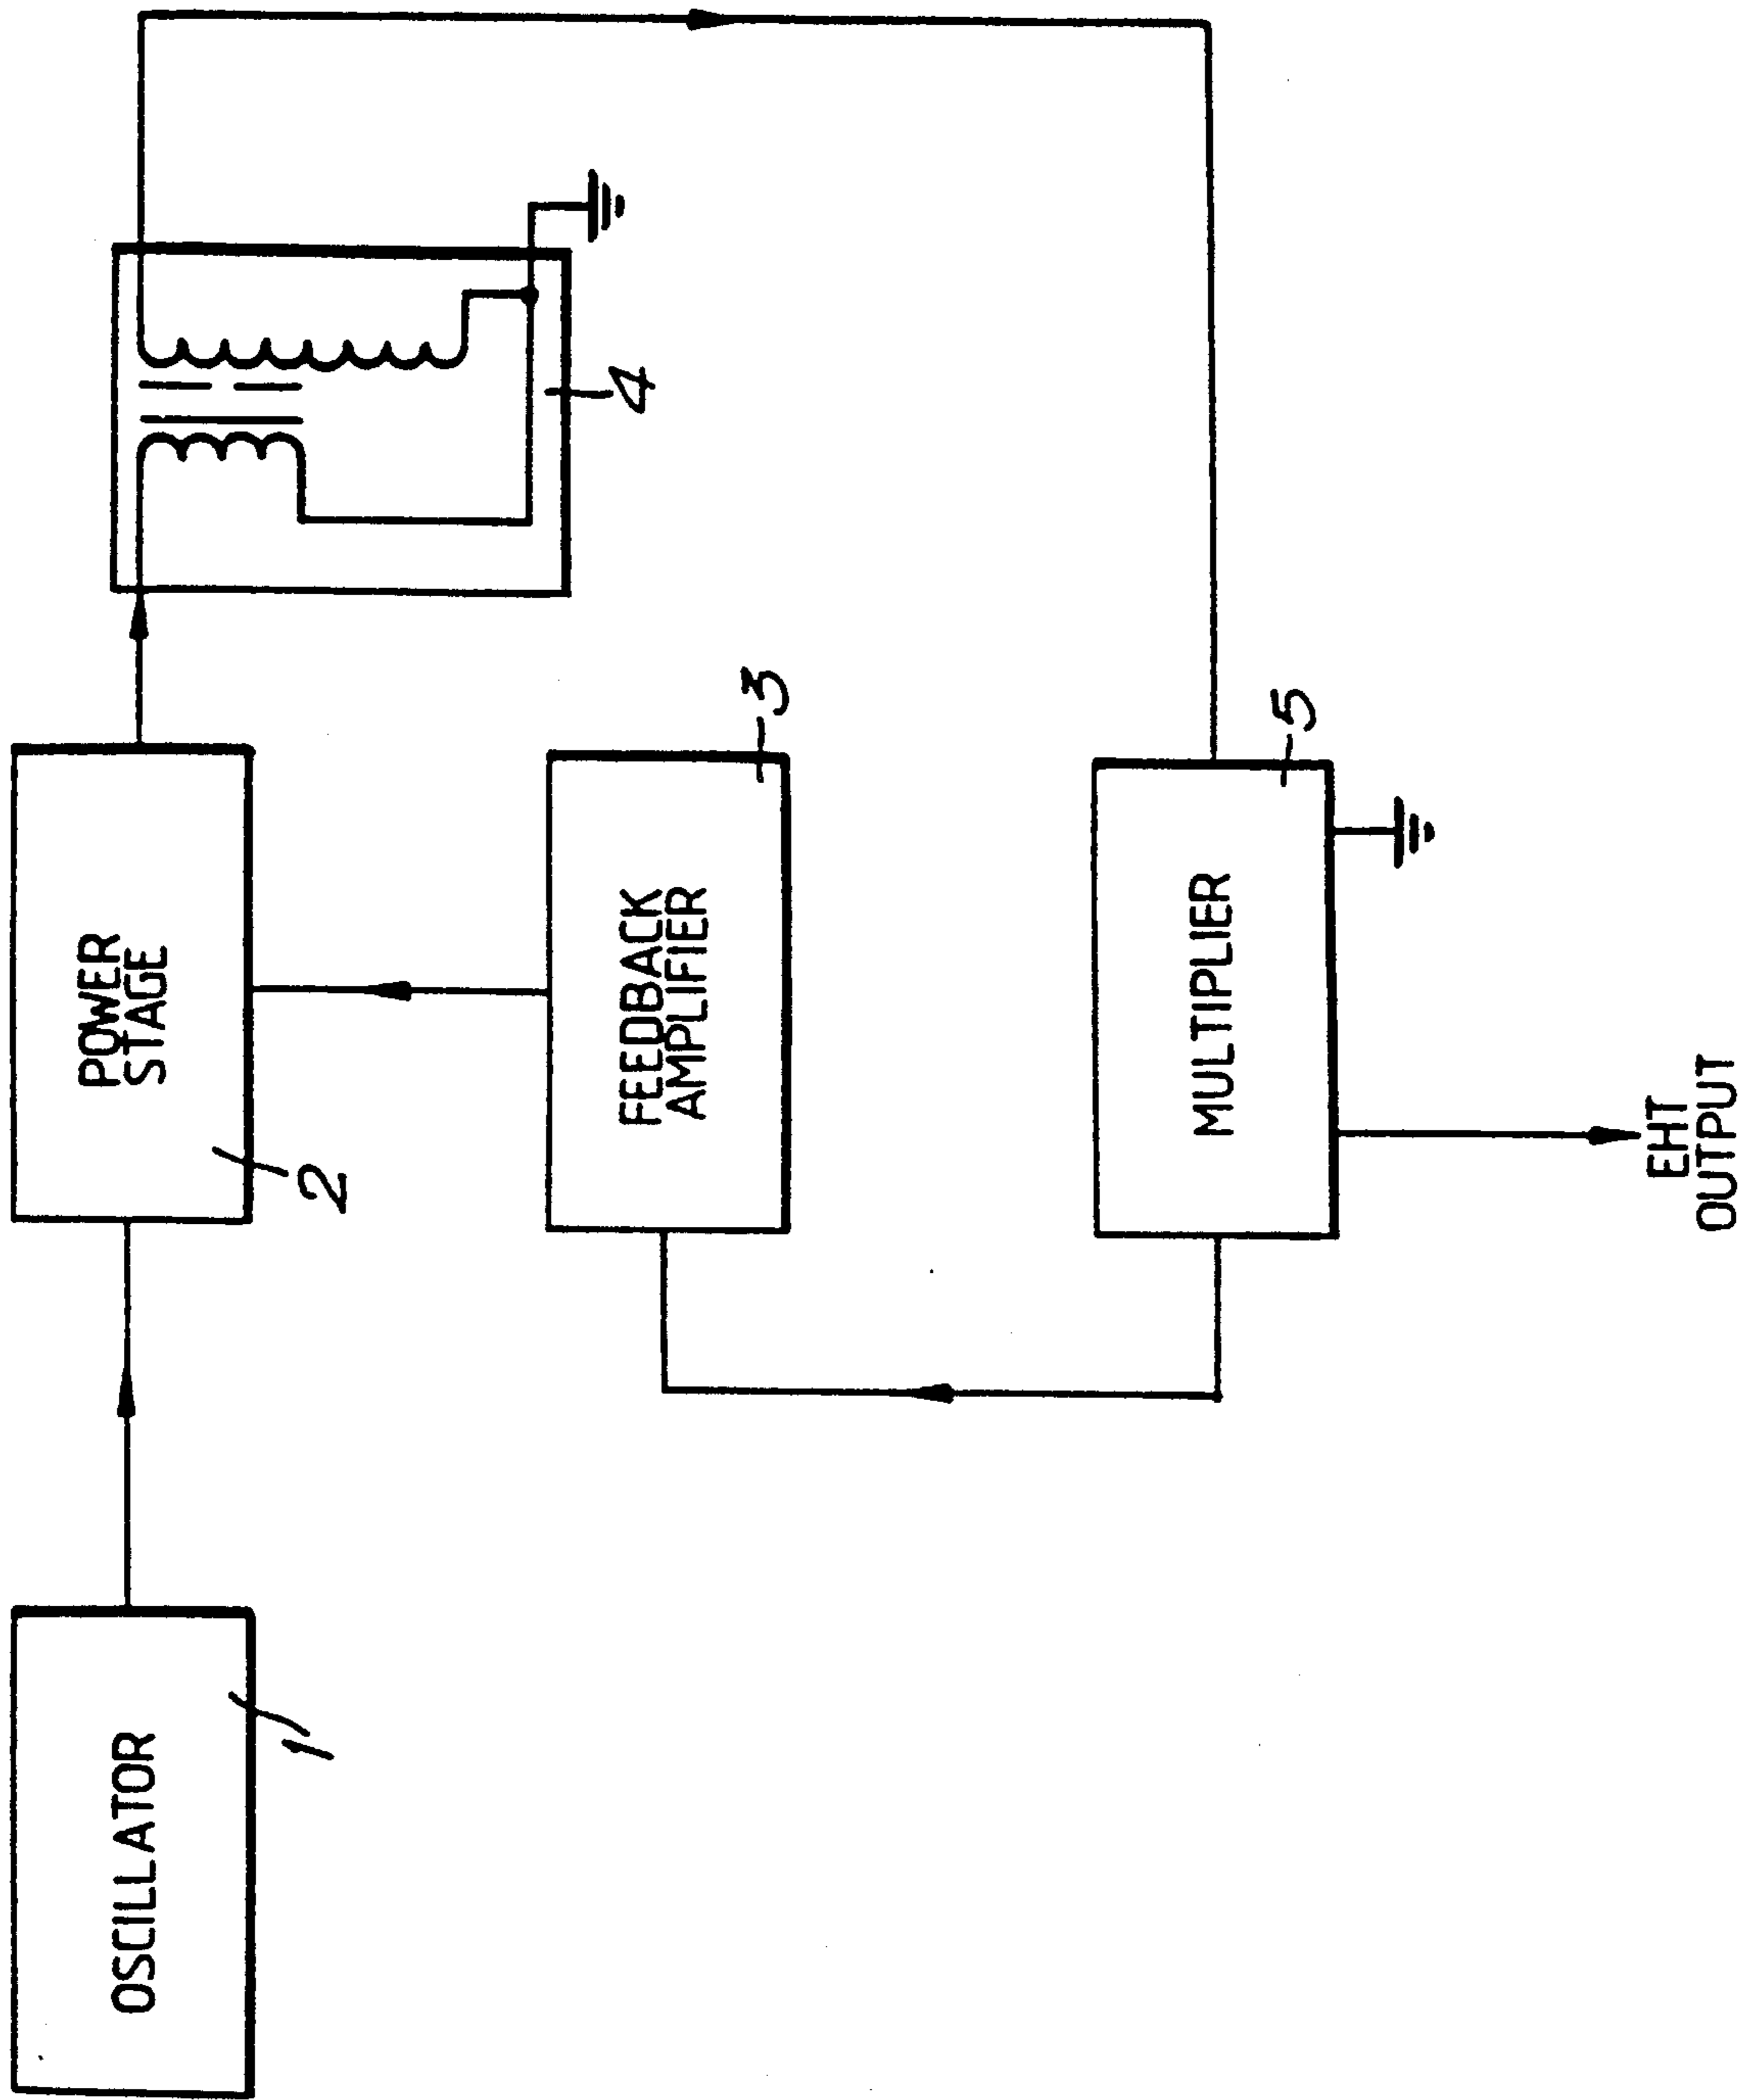 OSCILLATOR
1
POWER
STAGE
2
FEEDBACK
AMPLIFIER
3
4
MULTIPLIER
5
EHT
OUTPUT